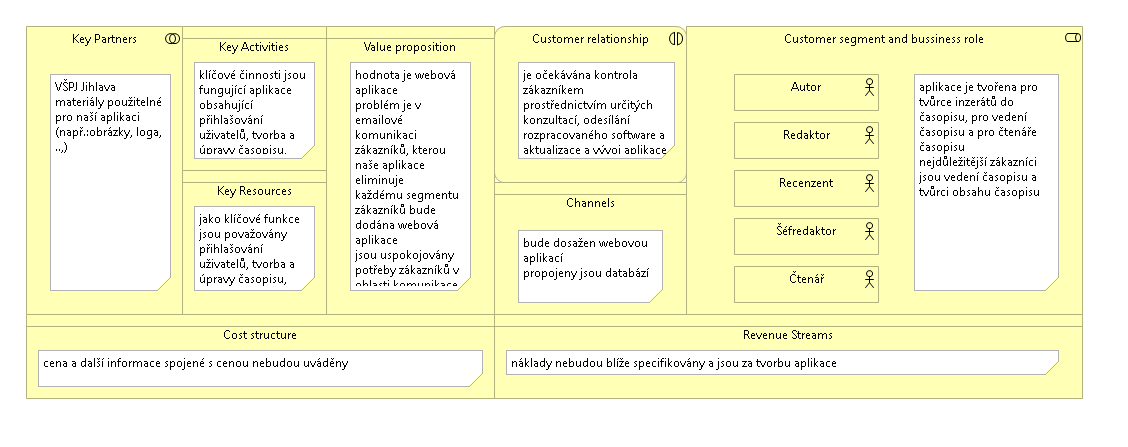 Key Partners
VŠPJ Jihlava
materiály použitelné
pro naší aplikaci
(např.:obrázky, loga,
..,)
Key Activities
klíčové činnosti jsou
fungující aplikace
obsahující
přihlašování
uživatelů, tvorba a
úpravy časopisu.
Key Resources
jako klíčové funkce
jsou považovány
přihlašování
uživatelů, tvorba a
úpravy časopisu,
Value proposition
hodnota je webová
aplikace
problém je v
emailové
komunikaci
zákazníků, kterou
naše aplikace
eliminuje
každému segmentu
zákazníků bude
dodána webová
aplikace
jsou uspokojovány
potřeby zákazníků v
oblasti komunikace
Customer relationship
je očekávána kontrola
zákazníkem
prostřednictvím určitých
konzultací, odesílání
rozpracovaného software a
aktualizace a vývoj aplikace
Channels
bude dosažen webovou
aplikací
propojeny jsou databází
Customer segment and bussiness role
Autor
Redaktor
Recenzent
Šéfredaktor
Čtenář
aplikace je tvořena pro
tvůrce inzerátů do
časopisu, pro vedení
časopisu a pro čtenáře
časopisu
nejdůležitější zákazníci
jsou vedení časopisu a
tvůrci obsahu časopisu
Cost structure
cena a další informace spojené s cenou nebudou uváděny
Revenue Streams
náklady nebudou blíže specifikovány a jsou za tvorbu aplikace